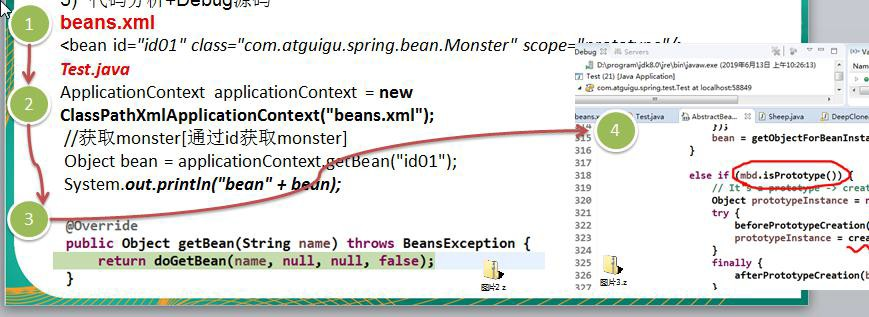 3) 代码分析+Debug源码
1
beans.xml
<bean id="id01" class="com.atguigu.spring.bean.Monster" scope="prototype"/>
Test.java
2
ApplicationContext applicationContext = new
ClassPathXmlApplicationContext("beans.xml");
//获取monster[通过id获取monster]
Object bean = applicationContext.getBean("id01");
System.out.println("bean" + bean);
3
@Override
public Object getBean(String name) throws BeansException {
return doGetBean(name, null, null, false);
}
图片2.z
Debug Servers
D:\program\jdk8.0\jre\bin\javaw.exe (2019年6月13日 上午10:26:13)
Test (21) [Java Application]
com.atguigu.spring.test.Test at localhost:58849
(x)= Va
Name
beans.xml Test.java AbstractBea... Sheep.java DeepClone
4
314 });
315 bean = getObjectForBeanInsta
316 }
317
318 else if (mbd.isPrototype()) {
319 // It's a prototype -> creat
320 Object prototypeInstance = n
321 try {
322 beforePrototypeCreation(
323 prototypeInstance = crea
324 }
325 finally {
326 afterPrototypeCreation(b
327 }
图片3.z